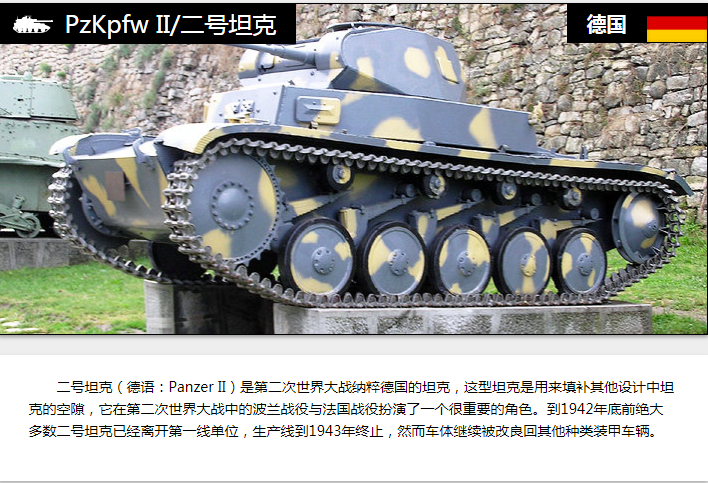 PzKpfw II/二号坦克
德国
二号坦克（德语：Panzer II）是第二次世界大战纳粹德国的坦克，这型坦克是用来填补其他设计中坦
克的空隙，它在第二次世界大战中的波兰战役与法国战役扮演了一个很重要的角色。到1942年底前绝大
多数二号坦克已经离开第一线单位，生产线到1943年终止，然而车体继续被改良回其他种类装甲车辆。